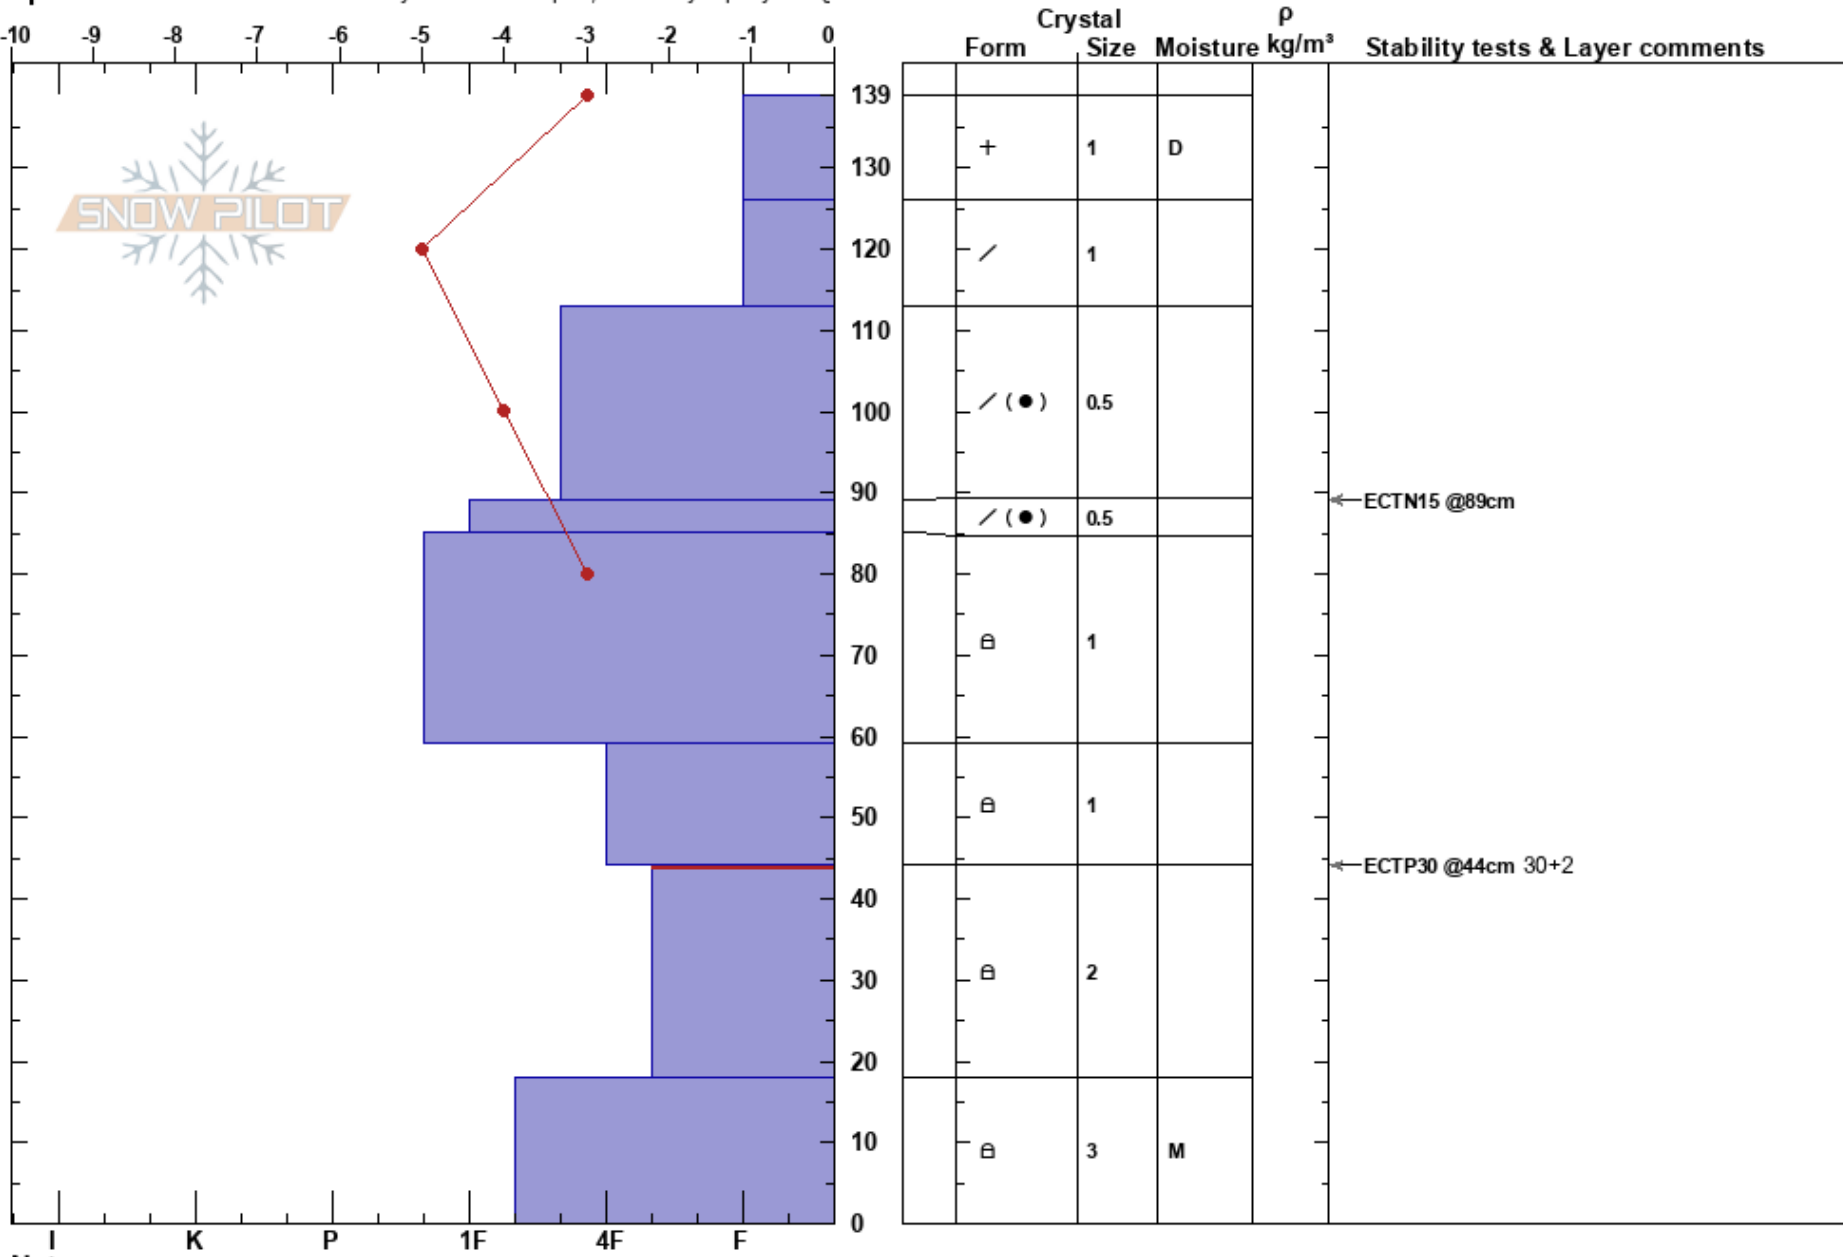 Crystal
ρ
Form Size Moisture kg/m³ Stability tests & Layer comments
-10 -9 -8 -7 -6 -5 -4 -3 -2 -1 0
139
+ 1 D
130
SNOW PILOT
120
/ 1
110
100
/ (●) 0.5
90
ECTN15 @89cm
/ (●) 0.5
80
70
1
60
50
1
ECTP30 @44cm 30+2
40
30
2
20
10
3 M
0
I K P 1F 4F F